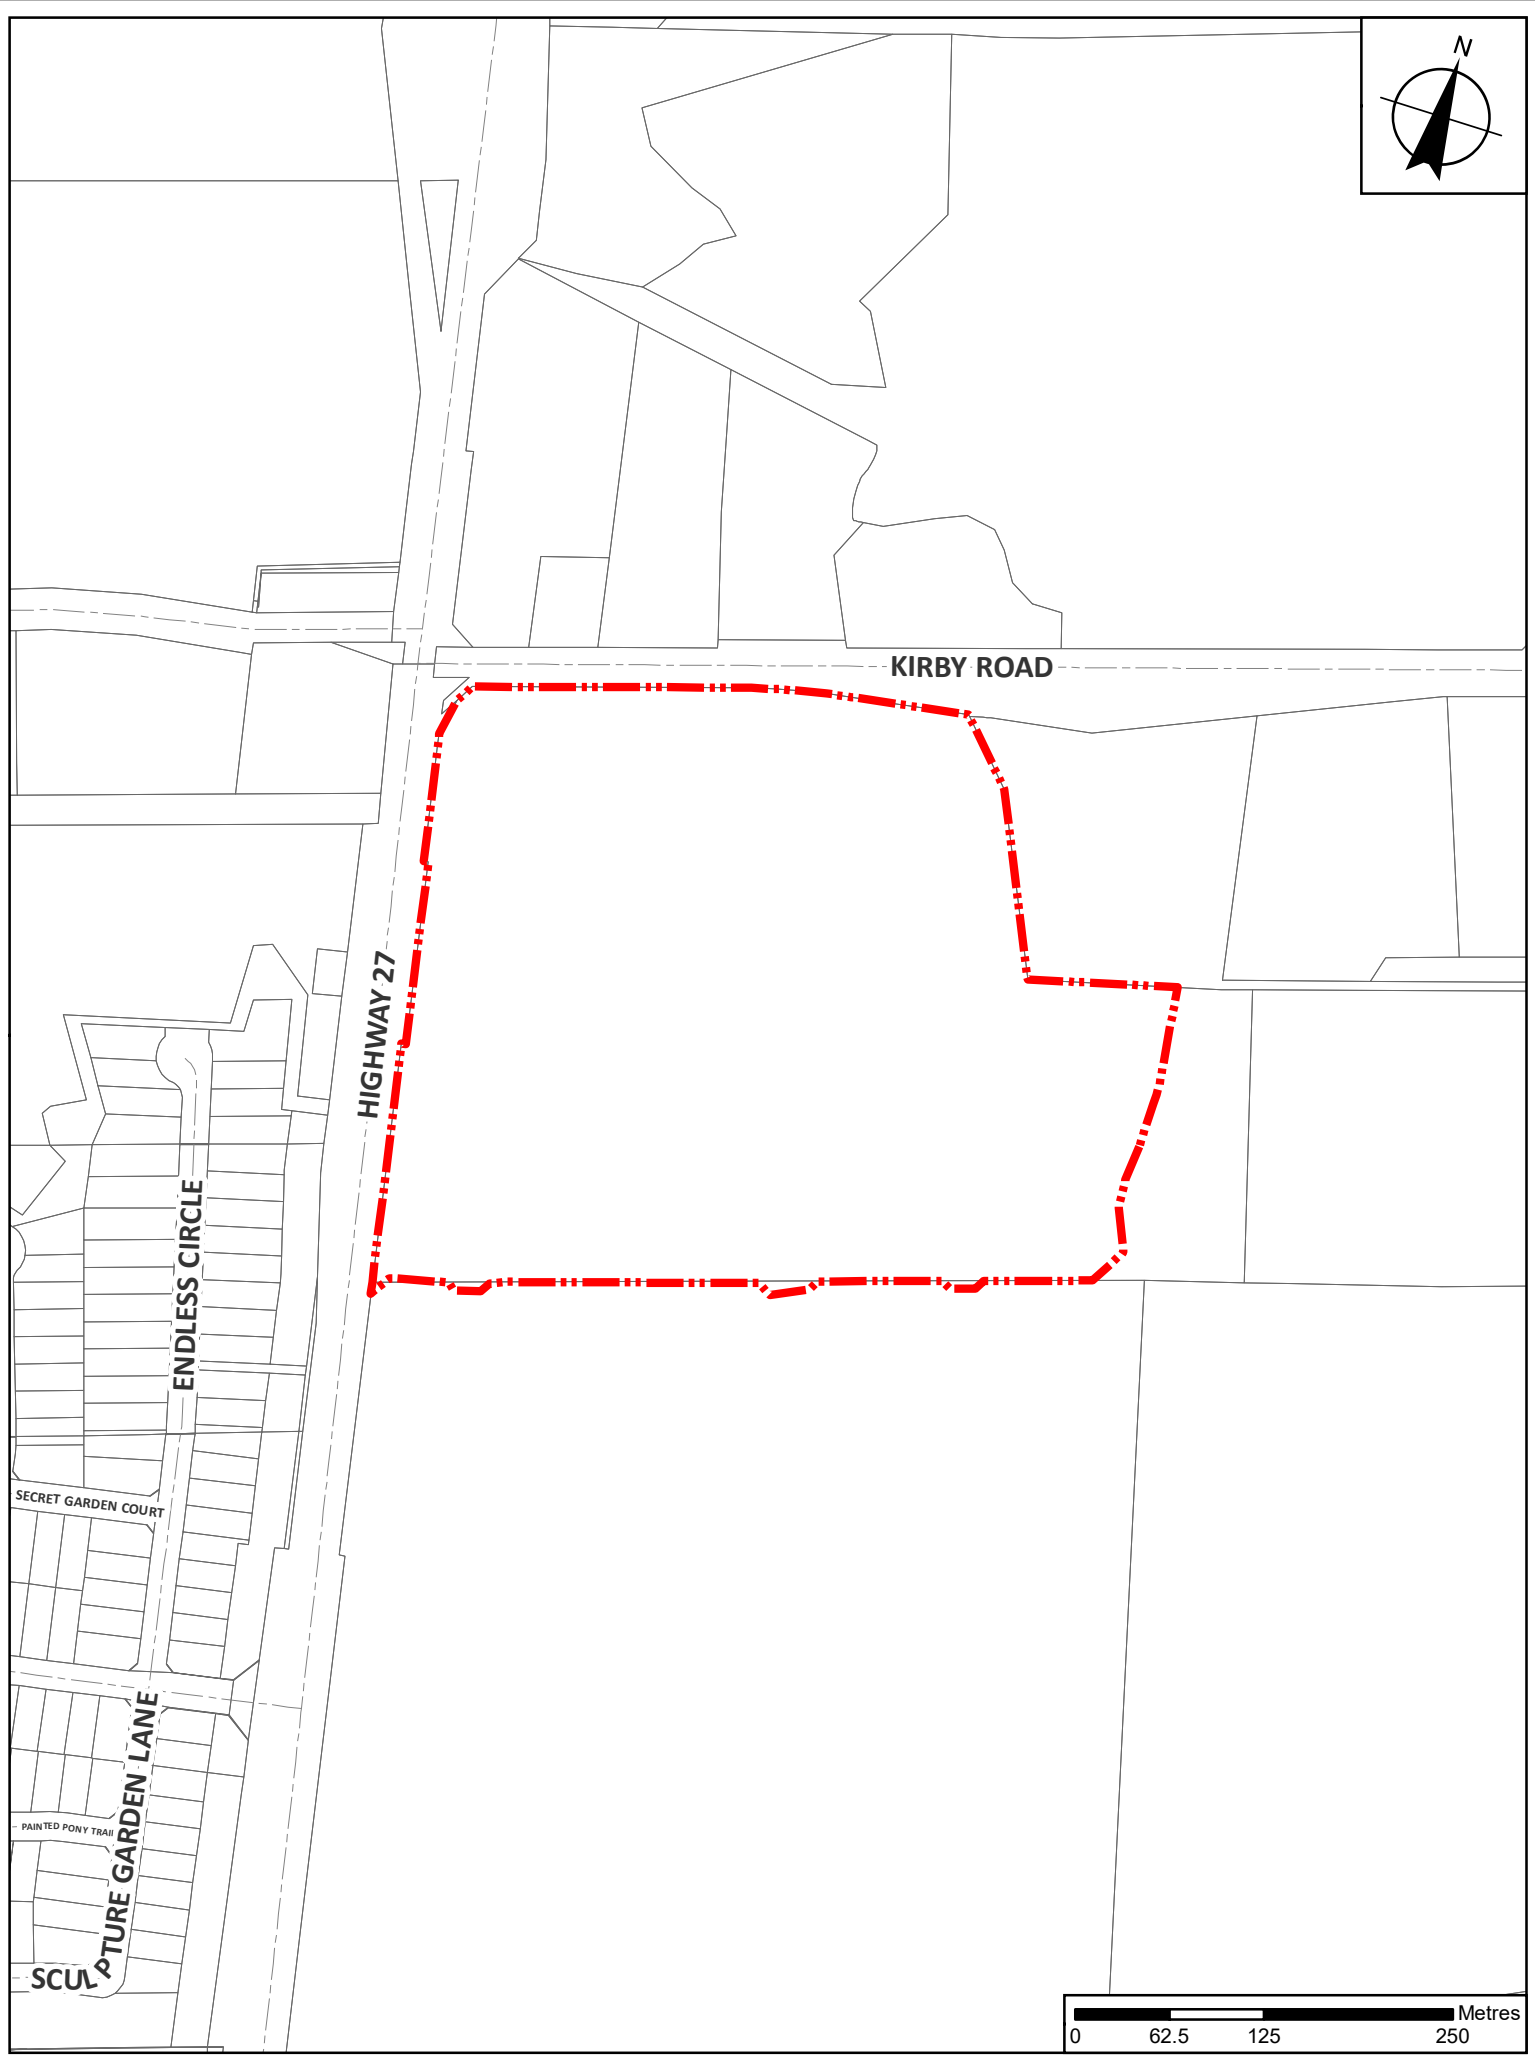 N
KIRBY ROAD
HIGHWAY 27
ENDLESS CIRCLE
SECRET GARDEN COURT
SCULPTURE GARDEN LANE
PAINTED PONY TRAIL
Metres
0 62.5 125 250